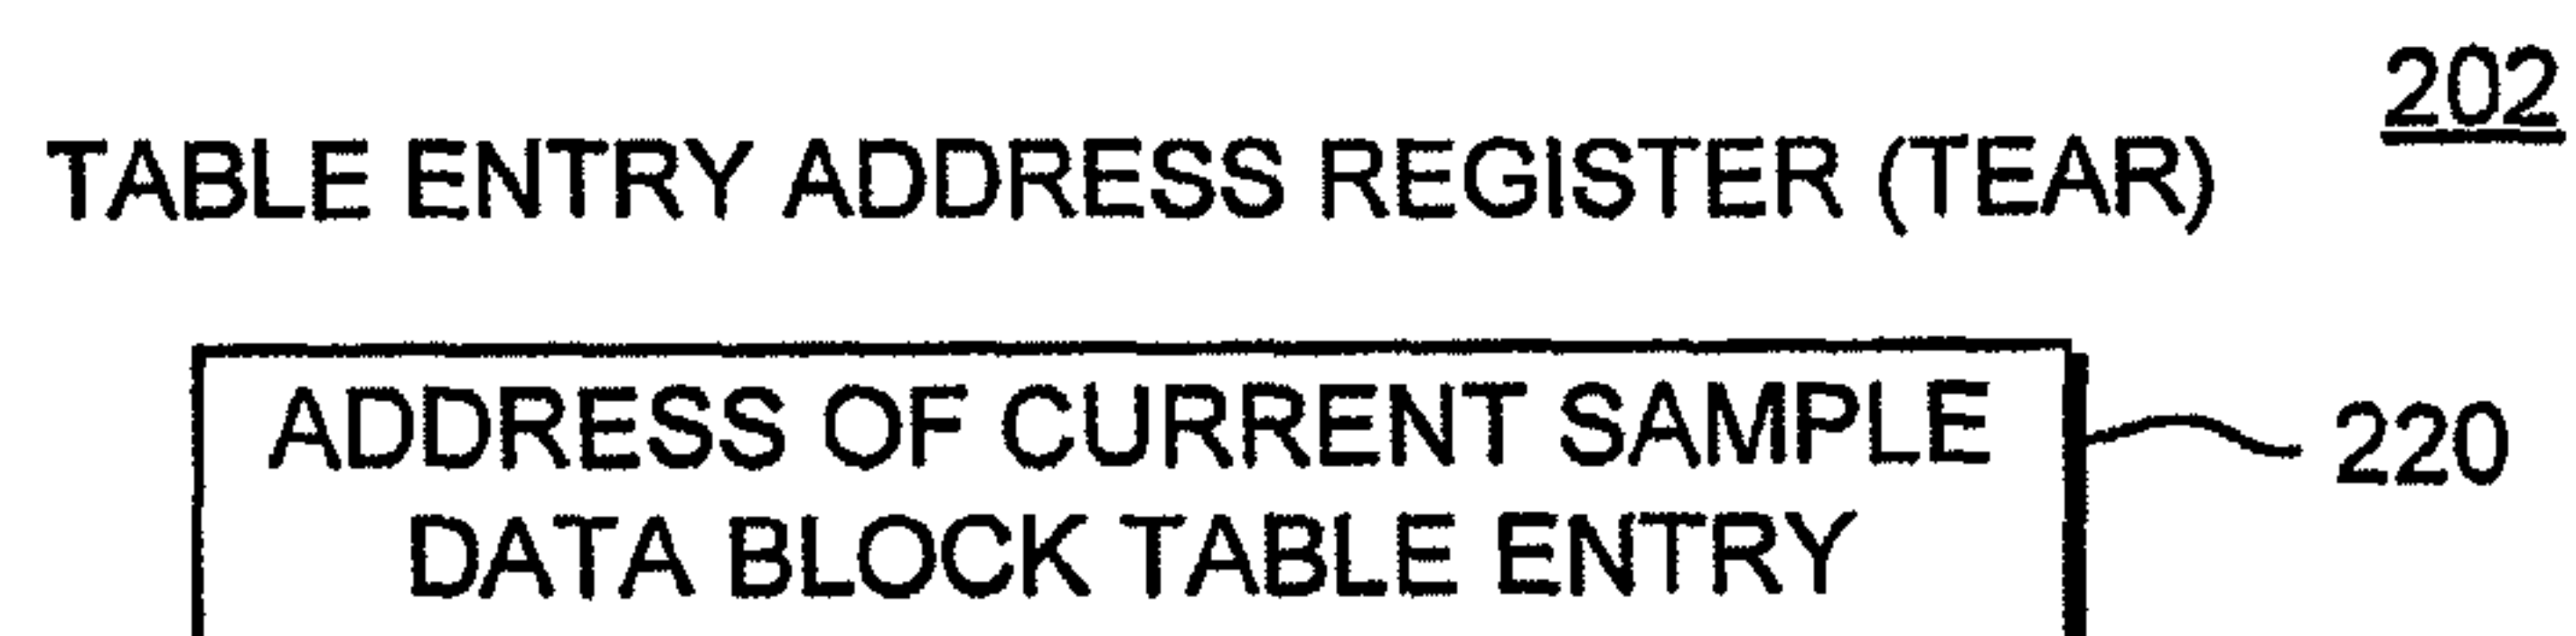 202
TABLE ENTRY ADDRESS REGISTER (TEAR)
ADDRESS OF CURRENT SAMPLE
DATA BLOCK TABLE ENTRY
220